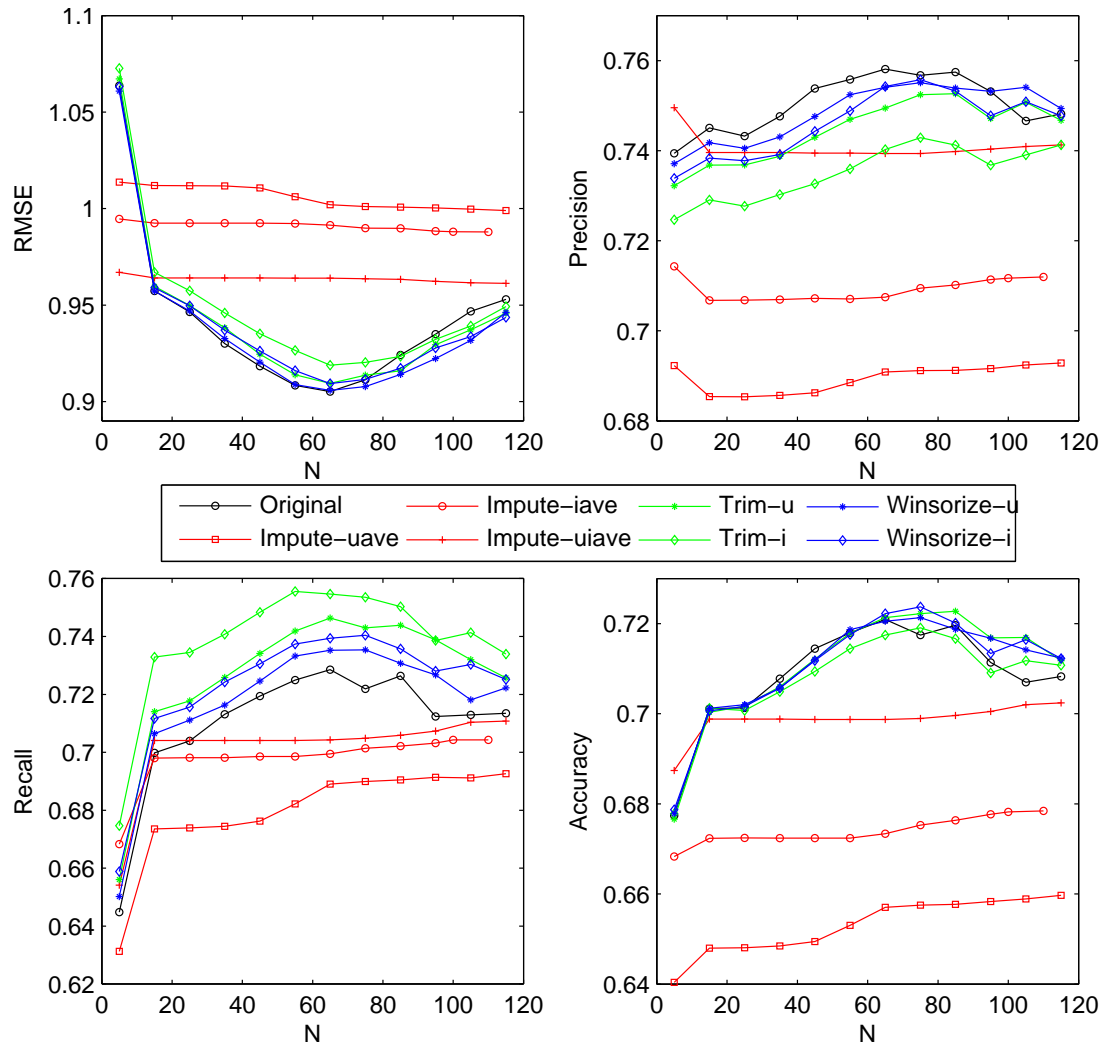 1.1
1.05
1
0.95
0.9
RMSE
0 20 40 60 80 100 120
N
0.76
0.74
0.72
0.7
0.68
Precision
0 20 40 60 80 100 120
N
Original Impute−iave Trim−u Winsorize−u
Impute−uave Impute−uiave Trim−i Winsorize−i
0.76
0.74
0.72
0.7
0.68
0.66
0.64
0.62
Recall
0 20 40 60 80 100 120
N
0.72
0.7
0.68
0.66
0.64
Accuracy
0 20 40 60 80 100 120
N